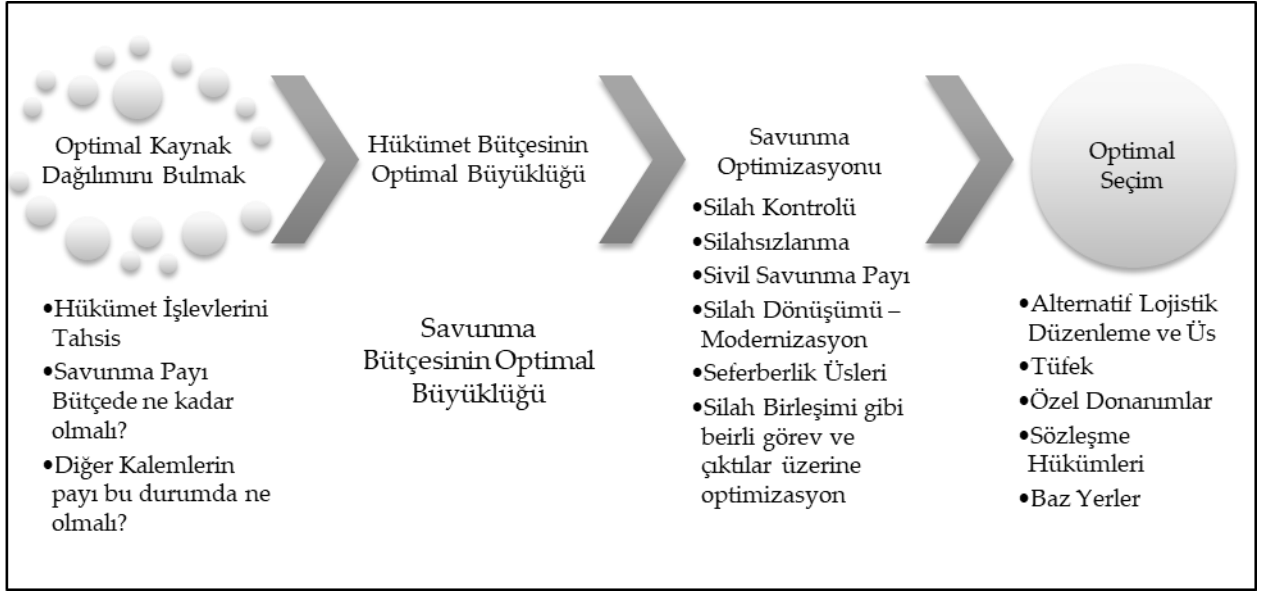 Optimal Kaynak
Dağılımını Bulmak
•Hükümet İşlevlerini
Tahsis
•Savunma Payı
Bütçede ne kadar
olmalı?
•Diğer Kalemlerin
payı bu durumda ne
olmalı?
Hükümet Bütçesinin
Optimal Büyüklüğü
Savunma
Bütçesinin Optimal
Büyüklüğü
Savunma
Optimizasyonu
•Silah Kontrolü
•Silahsızlanma
•Sivil Savunma Payı
•Silah Dönüşümü –
Modernizasyon
•Seferberlik Üsleri
•Silah Birleşimi gibi
beirli görev ve
çıktılar üzerine
optimizasyon
Optimal
Seçim
•Alternatif Lojistik
Düzenleme ve Üs
•Tüfek
•Özel Donanımlar
•Sözleşme
Hükümleri
•Baz Yerler